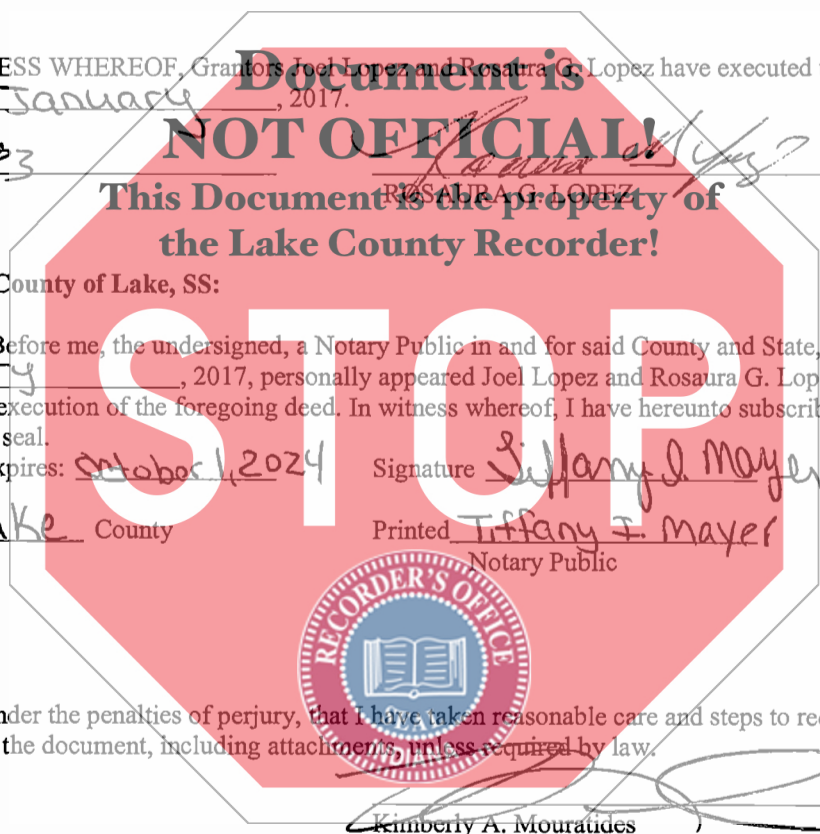 Document is
ESS WHEREOF, Grantors Joel Lopez and Rosaura G. Lopez have executed
January, 2017.
NOT OFFICIAL!
ROSAURA G. LOPEZ
This Document is the property of
the Lake County Recorder!
County of Lake, SS:
STOP
Before me, the undersigned, a Notary Public in and for said County and State,
y, 2017, personally appeared Joel Lopez and Rosaura G. Lop
execution of the foregoing deed. In witness whereof, I have hereunto subscrib
seal.
xpires: October 1, 2024 Signature Tiffany I. Mayer
ake County Printed Tiffany I. Mayer
Notary Public
RECORDER'S OFFICE
nder the penalties of perjury, that I have taken reasonable care and steps to re
the document, including attachments, unless required by law.
Kimberly A. Mouratides